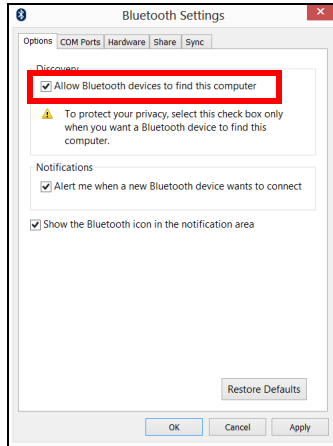 Bluetooth Settings
Options COM Ports Hardware Share Sync
Discovery
Allow Bluetooth devices to find this computer
To protect your privacy, select this check box only
when you want a Bluetooth device to find this
computer.
Notifications
Alert me when a new Bluetooth device wants to connect
Show the Bluetooth icon in the notification area
Restore Defaults
OK Cancel Apply